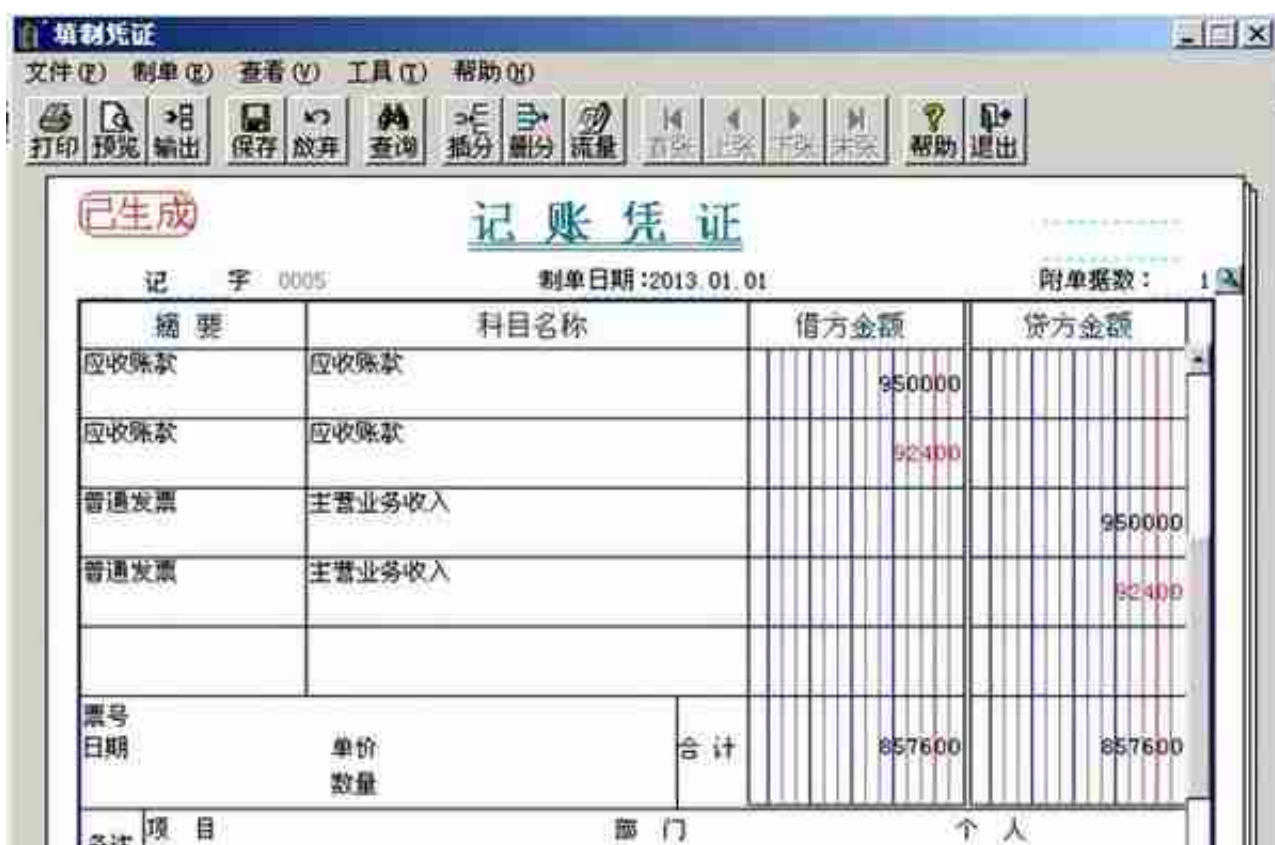 填制凭证
文件(F) 制单(E) 查看(V) 工具(T) 帮助(H)
打印 预览 输出 保存 放弃 查询 插分 删分 流量 首张 上张 下张 末张 帮助 退出
已生成
记 账 凭 证
记 字 0005 制单日期：2013.01.01 附单据数： 1
摘 要 科目名称 借方金额 贷方金额
应收账款 应收账款 950000
应收账款 应收账款 92400
普通发票 主营业务收入 950000
普通发票 主营业务收入 92400
票号
日期 单价 合 计 857600 857600
数量
备注 项 目 部 门 个 人